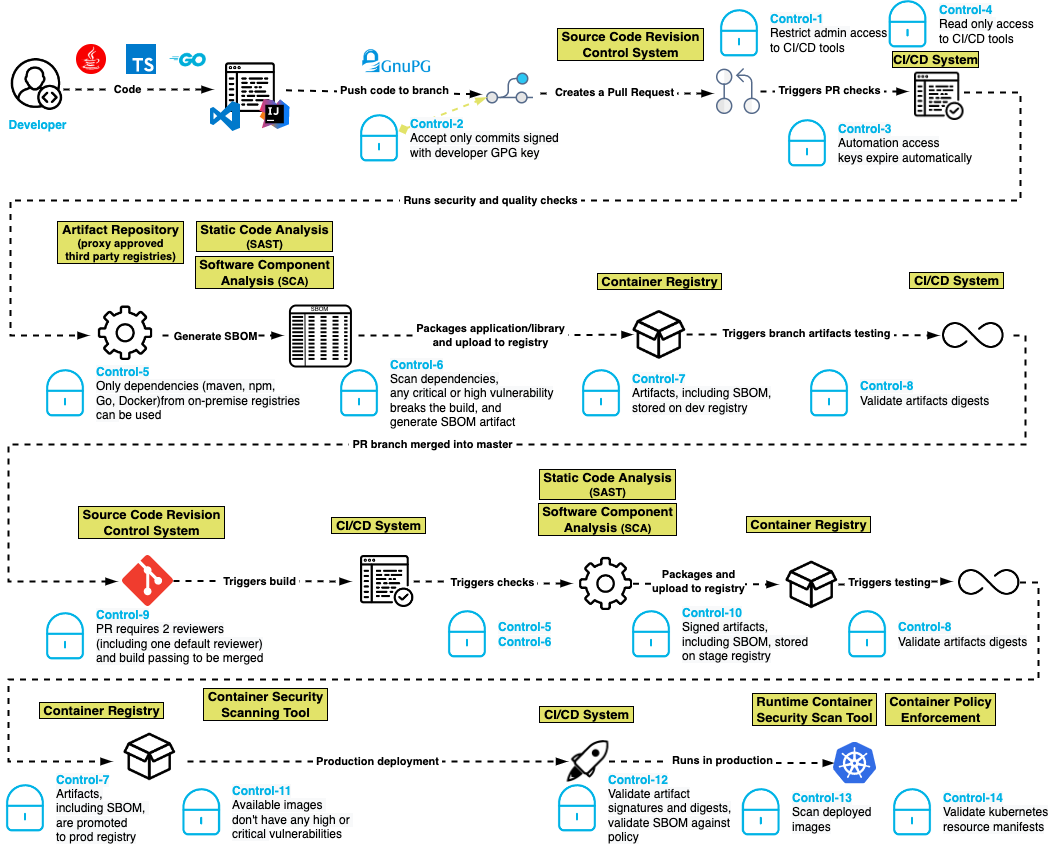 Control-1
Restrict admin access
to CI/CD tools
Control-4
Read only access
to CI/CD tools
Source Code Revision
Control System
CI/CD System
TS
GO
GnuPG
IJ
Developer
Code
Push code to branch
Creates a Pull Request
Triggers PR checks
Control-2
Accept only commits signed
with developer GPG key
Control-3
Automation access
keys expire automatically
Runs security and quality checks
Artifact Repository
(proxy approved
third party registries)
Static Code Analysis
(SAST)
Software Component
Analysis (SCA)
Container Registry
CI/CD System
Generate SBOM
SBOM
Packages application/library
and upload to registry
Triggers branch artifacts testing
Control-5
Only dependencies (maven, npm,
Go, Docker)from on-premise registries
can be used
Control-6
Scan dependencies,
any critical or high vulnerability
breaks the build, and
generate SBOM artifact
Control-7
Artifacts, including SBOM,
stored on dev registry
Control-8
Validate artifacts digests
PR branch merged into master
Source Code Revision
Control System
CI/CD System
Static Code Analysis
(SAST)
Software Component
Analysis (SCA)
Container Registry
Triggers build
Triggers checks
Packages and
upload to registry
Triggers testing
Control-9
PR requires 2 reviewers
(including one default reviewer)
and build passing to be merged
Control-5
Control-6
Control-10
Signed artifacts,
including SBOM, stored
on stage registry
Control-8
Validate artifacts digests
Container Registry
Container Security
Scanning Tool
CI/CD System
Runtime Container
Security Scan Tool
Container Policy
Enforcement
Production deployment
Runs in production
Control-7
Artifacts,
including SBOM,
are promoted
to prod registry
Control-11
Available images
don't have any high or
critical vulnerabilities
Control-12
Validate artifact
signatures and digests,
validate SBOM against
policy
Control-13
Scan deployed
images
Control-14
Validate kubernetes
resource manifests